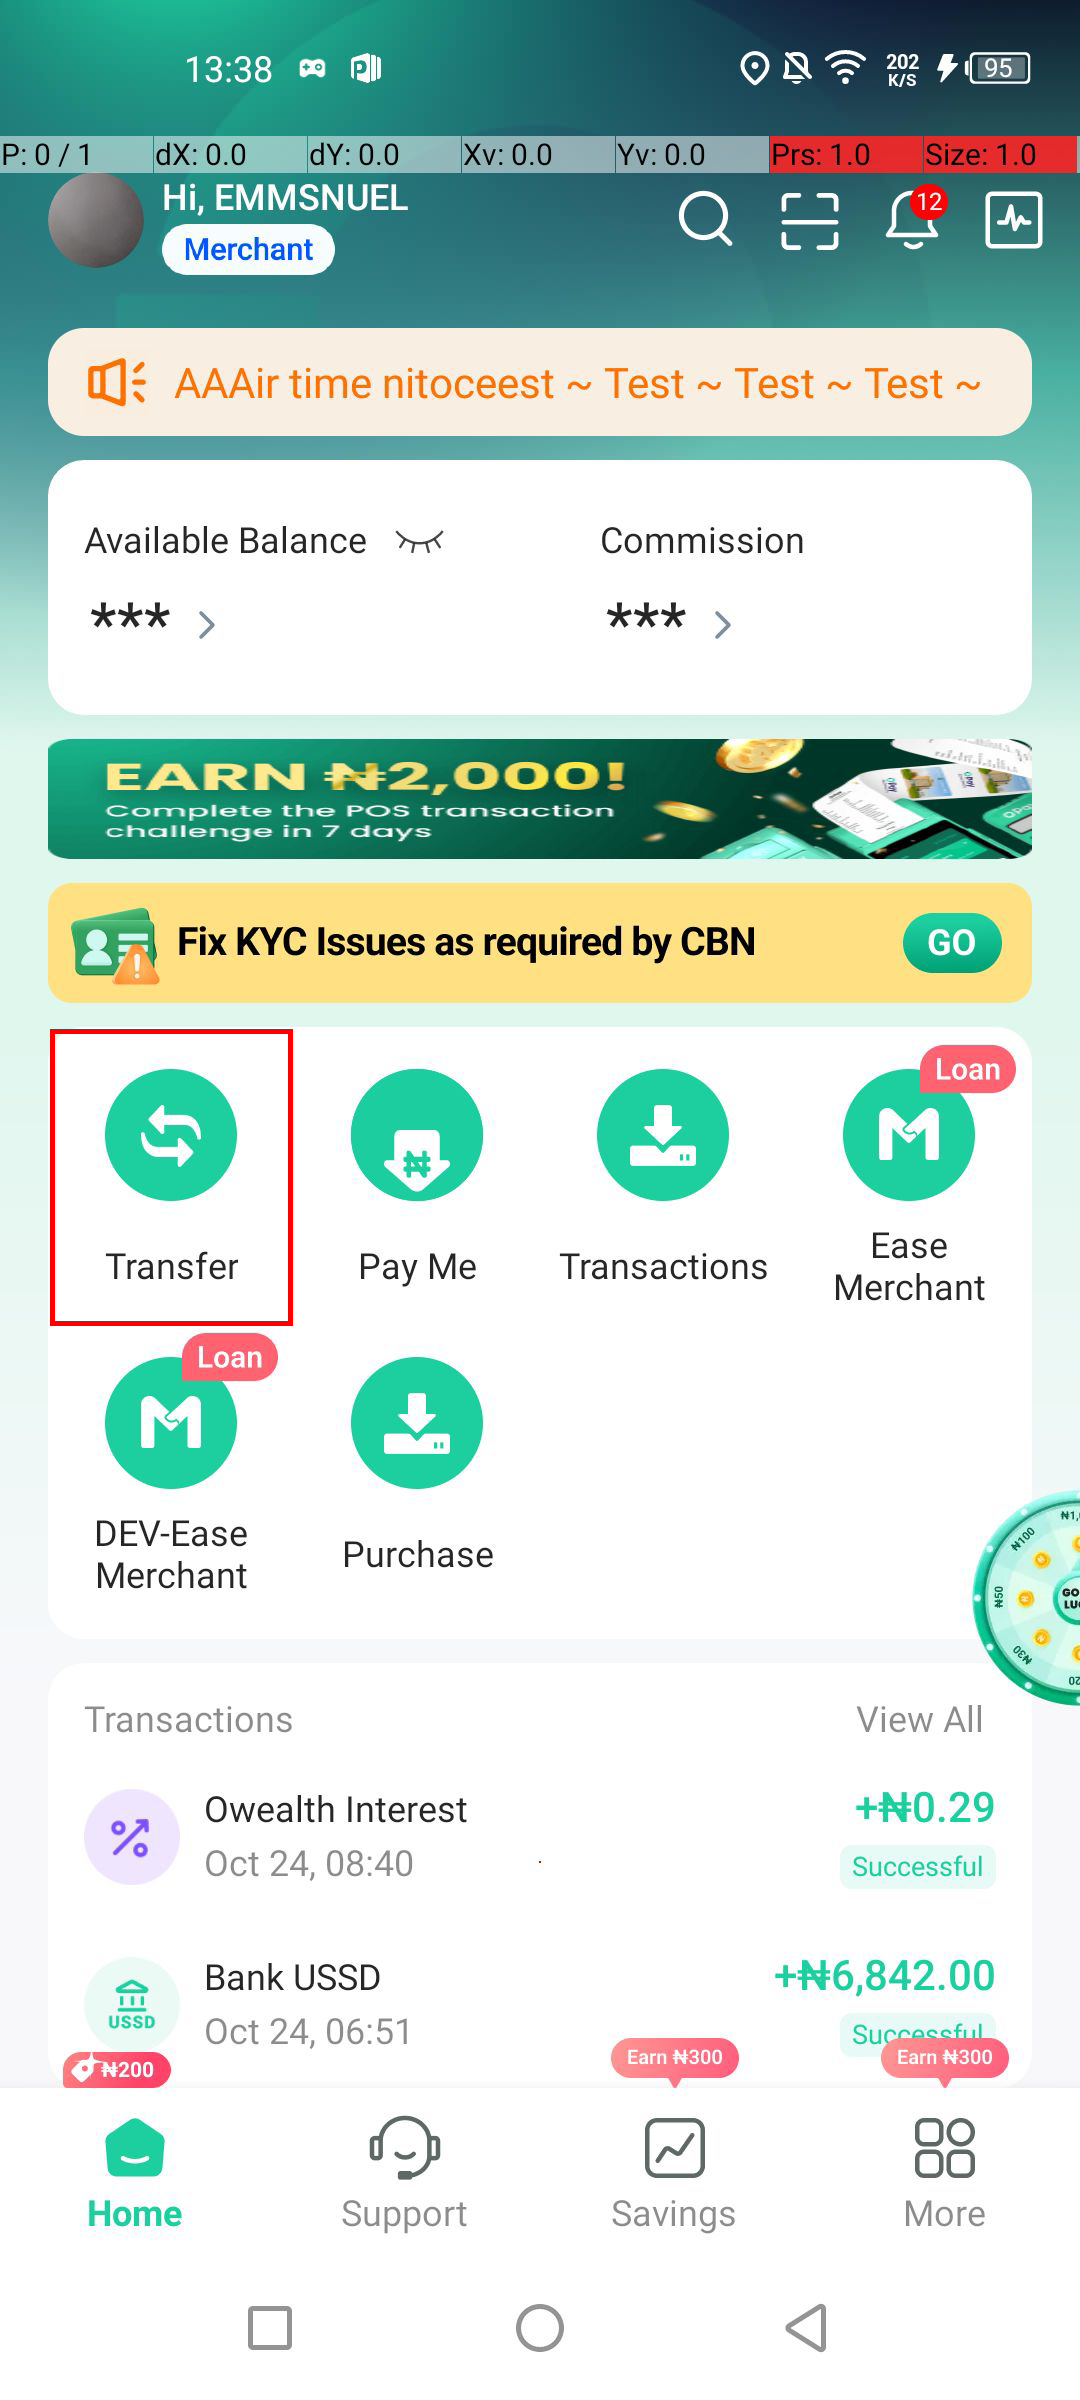 13:38
202
K/S
95
P: 0 / 1 dX: 0.0 dY: 0.0 Xv: 0.0 Yv: 0.0 Prs: 1.0 Size: 1.0
Hi, EMMSNUEL
Merchant
12
AAAir time nitoceest ~ Test ~ Test ~ Test ~
Available Balance
Commission
***
***
EARN ₦2,000!
Complete the POS transaction
challenge in 7 days
Fix KYC Issues as required by CBN
GO
Loan
Transfer
Pay Me
Transactions
Ease
Merchant
Loan
DEV-Ease
Merchant
Purchase
₦100
₦50
₦30
Transactions
View All
Owealth Interest
+₦0.29
Oct 24, 08:40
Successful
Bank USSD
+₦6,842.00
USSD
Oct 24, 06:51
Successful
₦200
Earn ₦300
Earn ₦300
Home
Support
Savings
More